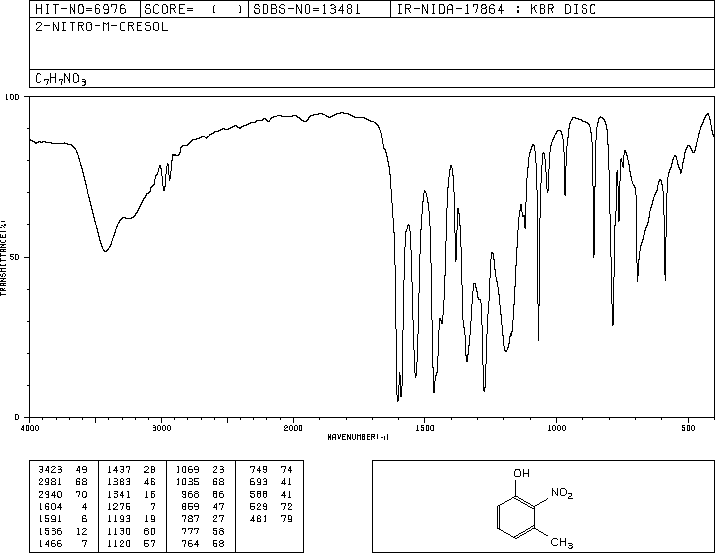 HIT-NO=6976 SCORE= ( ) SDBS-NO=13481 IR-NIDA-17864 : KBR DISC
2-NITRO-M-CRESOL
C7H7NO3
100
50
0
TRANSMITTANCE(%)
4000 3000 2000 1500 1000 500
WAVENUMBER(-1)
3423 49 1437 28 1069 23 749 74
2981 68 1383 46 1035 68 693 41
2940 70 1341 16 968 66 588 41
1604 4 1276 7 859 47 529 72
1591 6 1193 19 787 27 481 79
1536 12 1130 60 777 58
1466 7 1120 57 764 58
OH
NO2
CH3